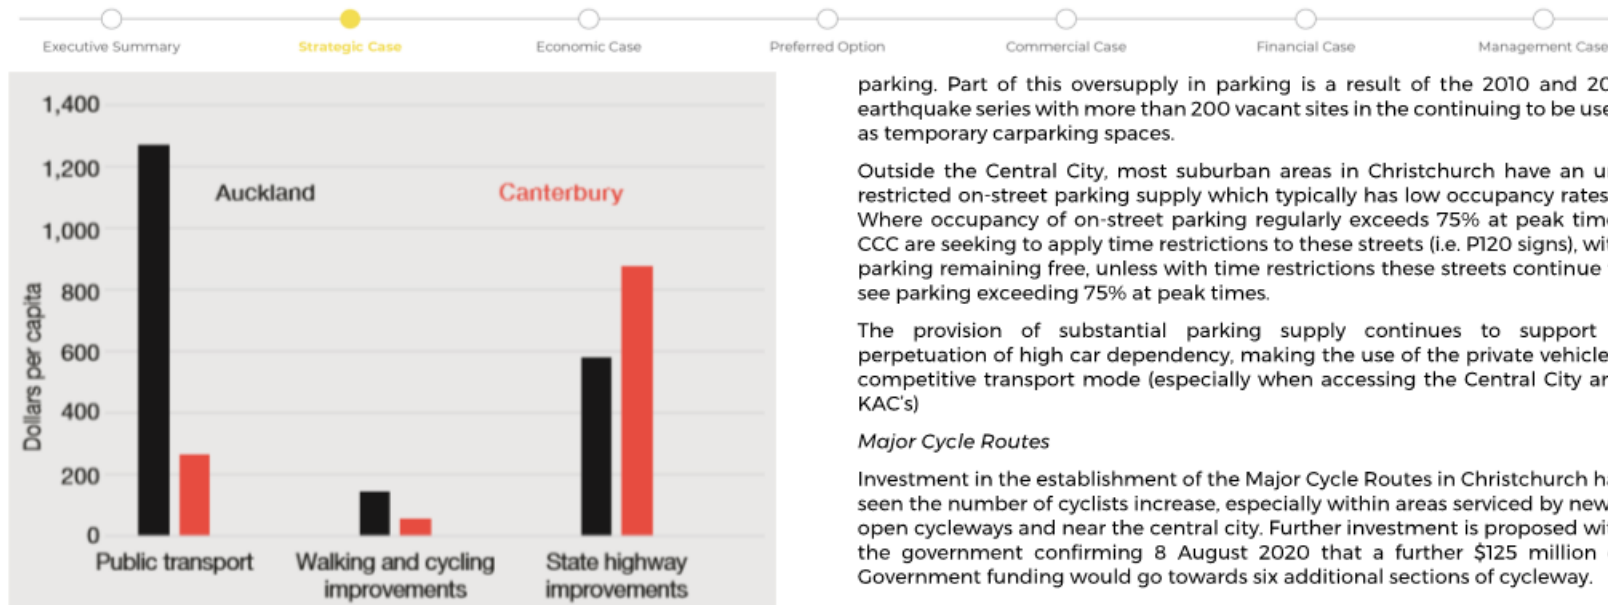 Executive Summary
Strategic Case
Economic Case
Preferred Option
Commercial Case
Financial Case
Management Case
1,400
1,200
1,000
800
600
400
200
0
Dollars per capita
Auckland
Canterbury
Public transport
Walking and cycling
improvements
State highway
improvements
parking. Part of this oversupply in parking is a result of the 2010 and
earthquake series with more than 200 vacant sites in the continuing to be
as temporary carparking spaces.
Outside the Central City, most suburban areas in Christchurch have an
restricted on-street parking supply which typically has low occupancy rates
Where occupancy of on-street parking regularly exceeds 75% at peak
CCC are seeking to apply time restrictions to these streets (i.e. P120 signs),
parking remaining free, unless with time restrictions these streets continue
see parking exceeding 75% at peak times.
The provision of substantial parking supply continues to support
perpetuation of high car dependency, making the use of the private vehicle
competitive transport mode (especially when accessing the Central City
KAC's)
Major Cycle Routes
Investment in the establishment of the Major Cycle Routes in Christchurch
seen the number of cyclists increase, especially within areas serviced by
open cycleways and near the central city. Further investment is proposed
the government confirming 8 August 2020 that a further $125 million
Government funding would go towards six additional sections of cycleway.